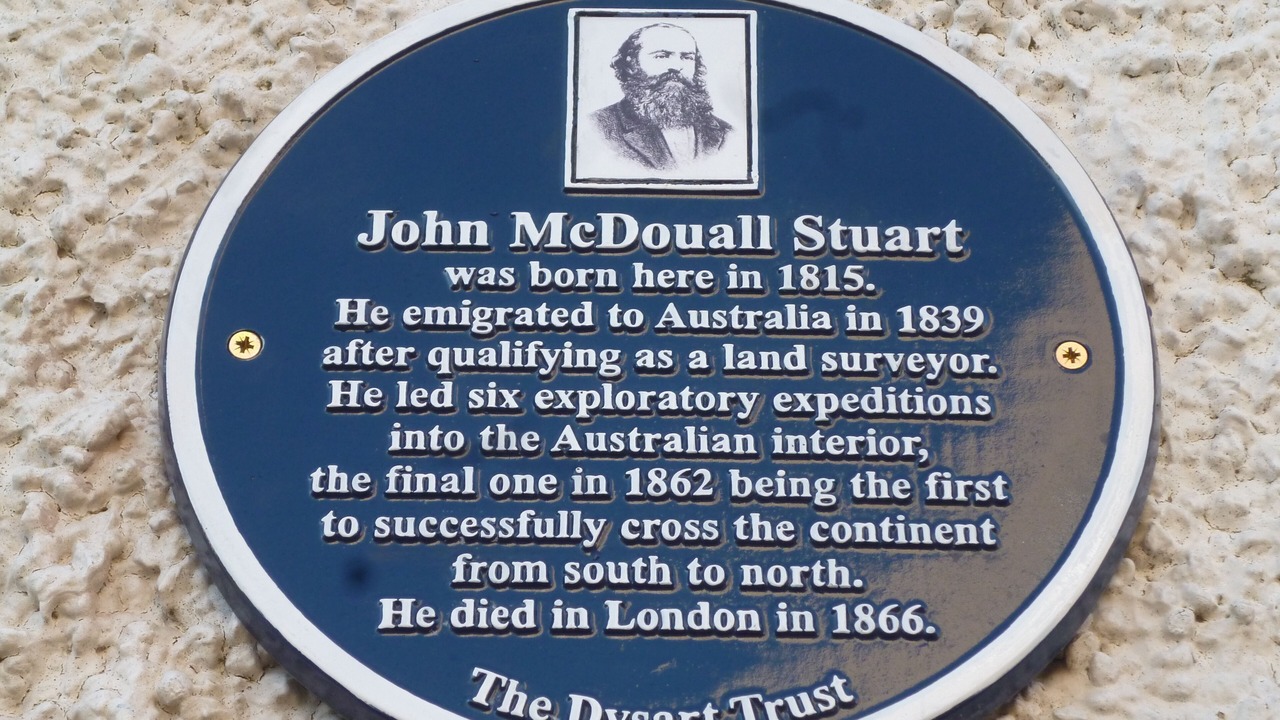 John McDouall Stuart
was born here in 1815.
He emigrated to Australia in 1839
after qualifying as a land surveyor.
He led six exploratory expeditions
into the Australian interior,
the final one in 1862 being the first
to successfully cross the continent
from south to north.
He died in London in 1866.
The Dysart Trust